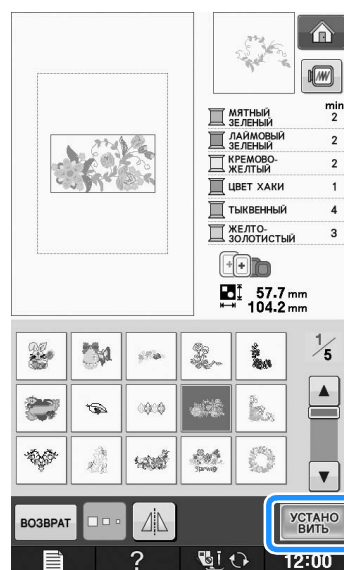 min
МЯТНЫЙ
ЗЕЛЕНЫЙ 2
ЛАЙМОВЫЙ
ЗЕЛЕНЫЙ 2
КРЕМОВО-
ЖЕЛТЫЙ 2
ЦВЕТ ХАКИ 1
ТЫКВЕННЫЙ 4
ЖЕЛТО-
ЗОЛОТИСТЫЙ 3
57.7 mm
104.2 mm
1/5
ВОЗВРАТ
УСТАНО
ВИТЬ
? 12:00